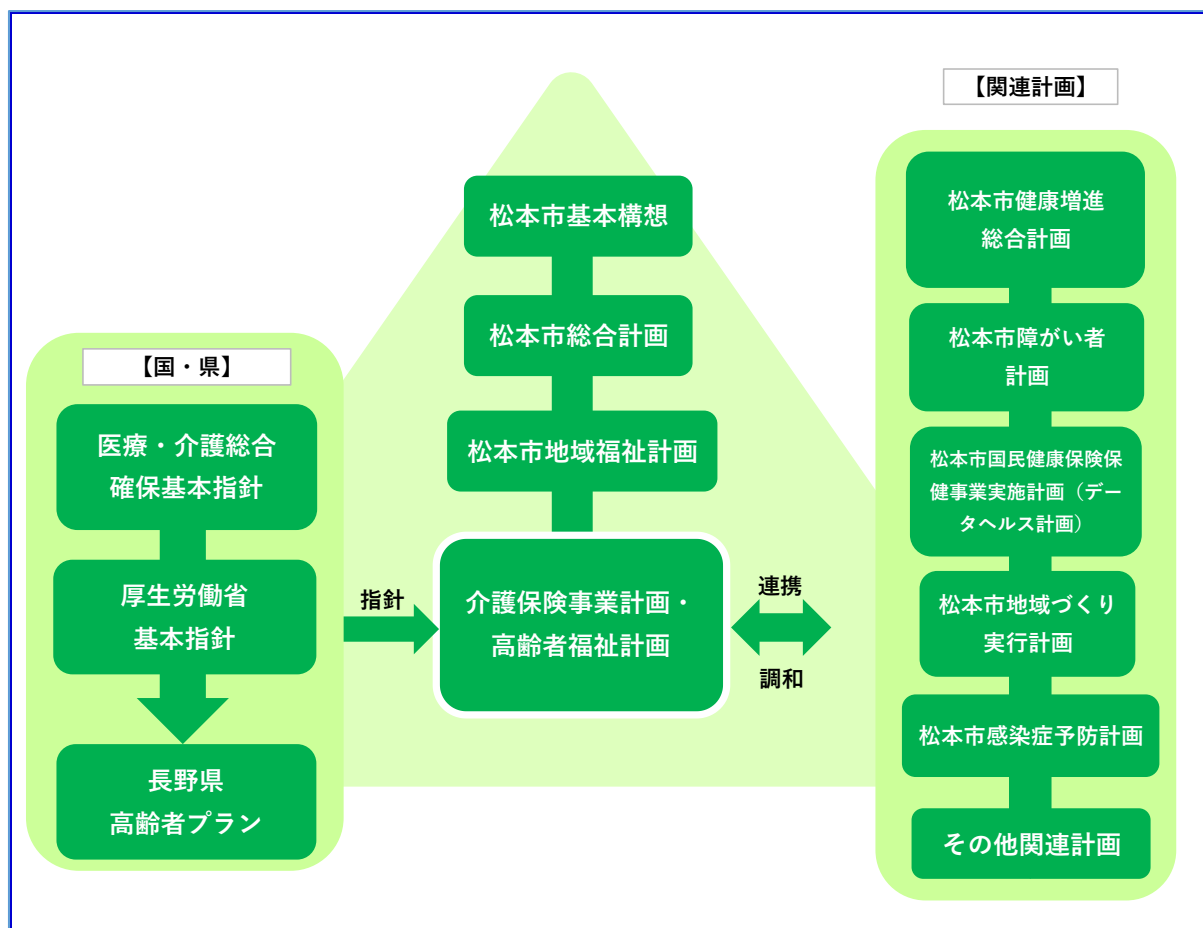 【国・県】
医療・介護総合
確保基本指針
厚生労働省
基本指針
長野県
高齢者プラン
指針
松本市基本構想
松本市総合計画
松本市地域福祉計画
介護保険事業計画・
高齢者福祉計画
連携
調和
【関連計画】
松本市健康増進
総合計画
松本市障がい者
計画
松本市国民健康保険保
健事業実施計画（デー
タヘルス計画）
松本市地域づくり
実行計画
松本市感染症予防計画
その他関連計画